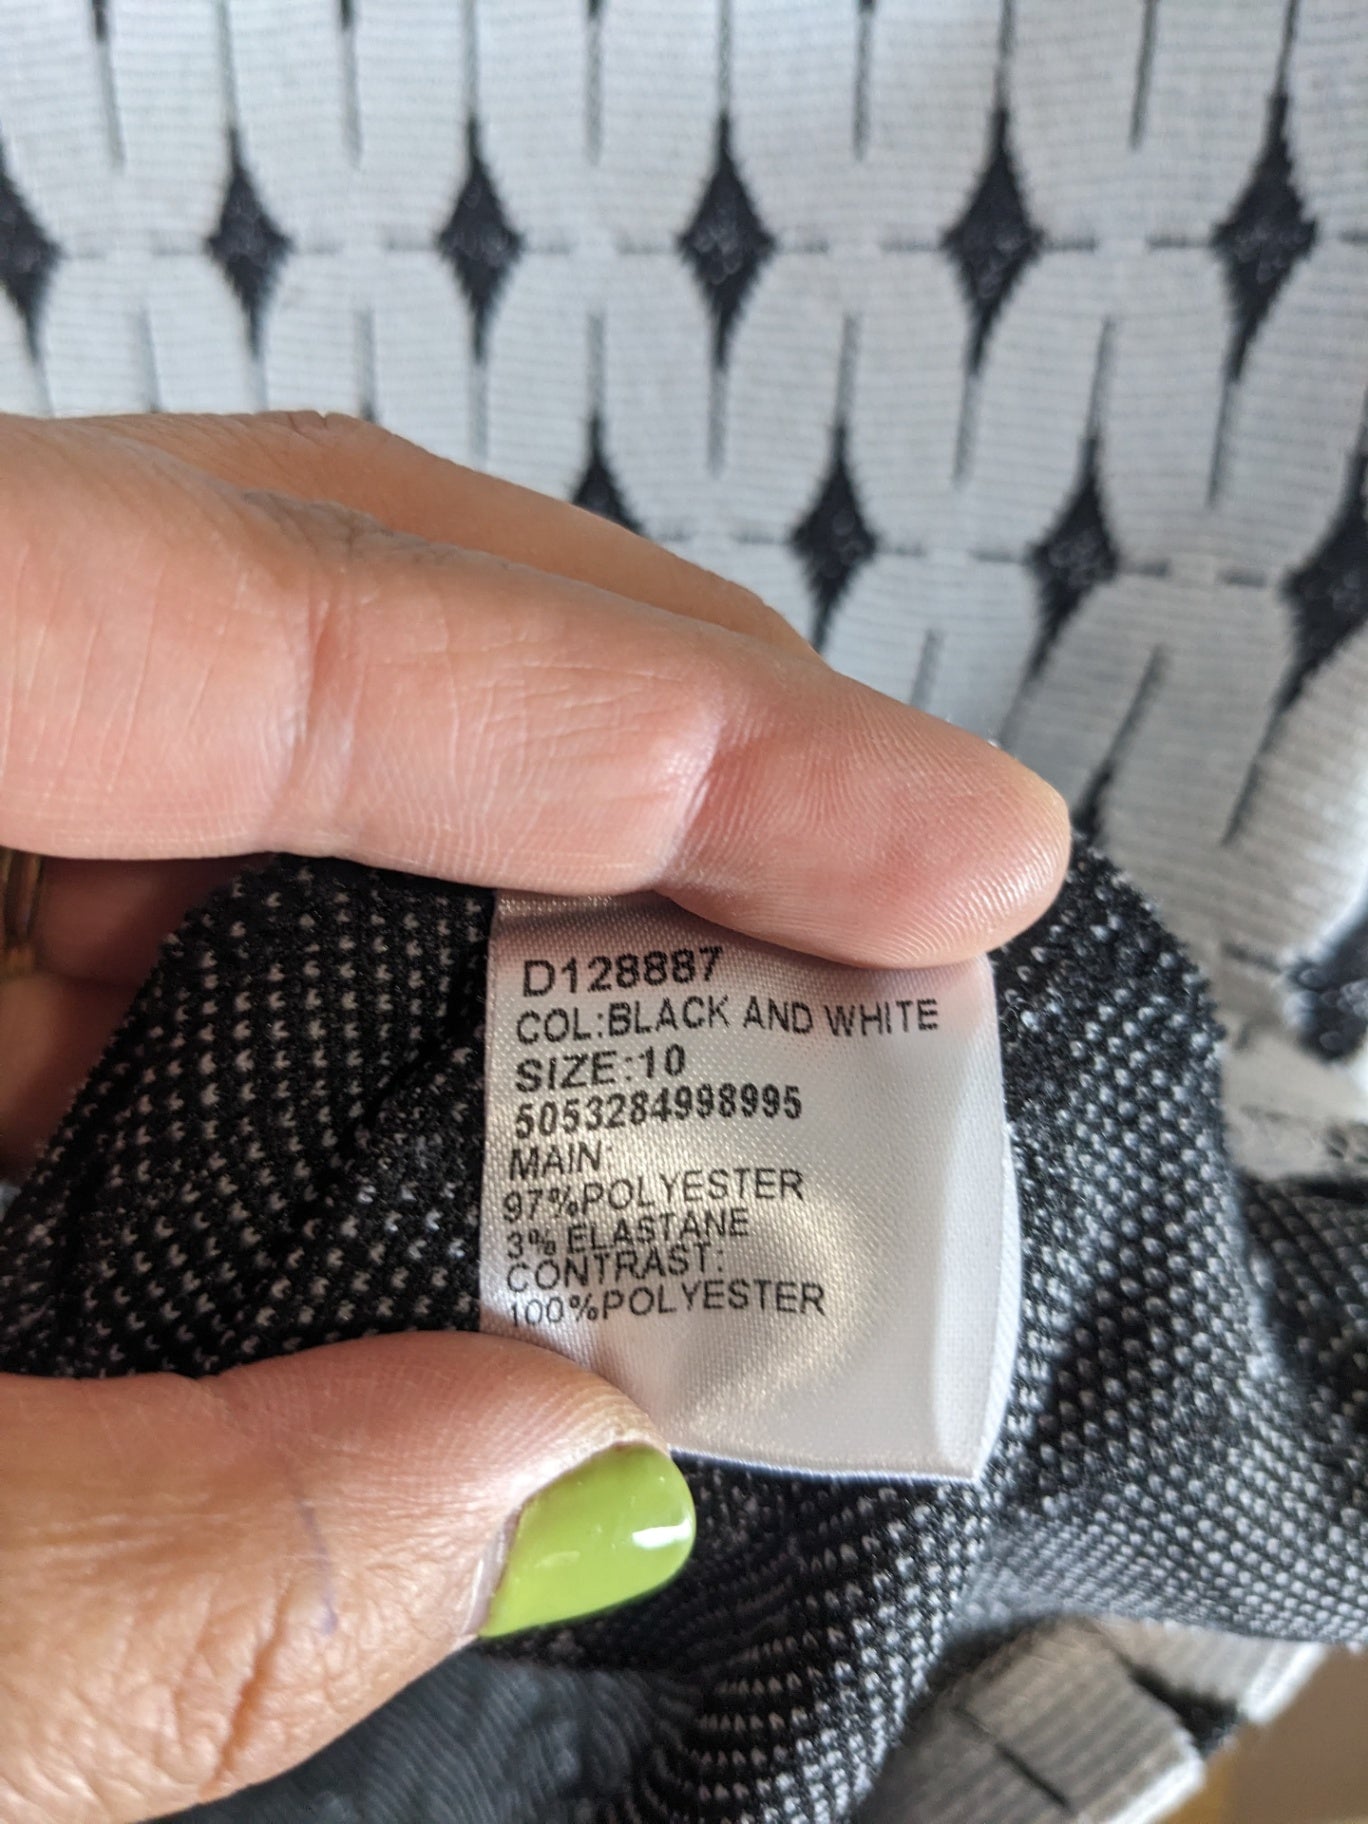 D128887
COL:BLACK AND WHITE
SIZE:10
5053284998995
MAIN:
97%POLYESTER
3% ELASTANE
CONTRAST:
100%POLYESTER